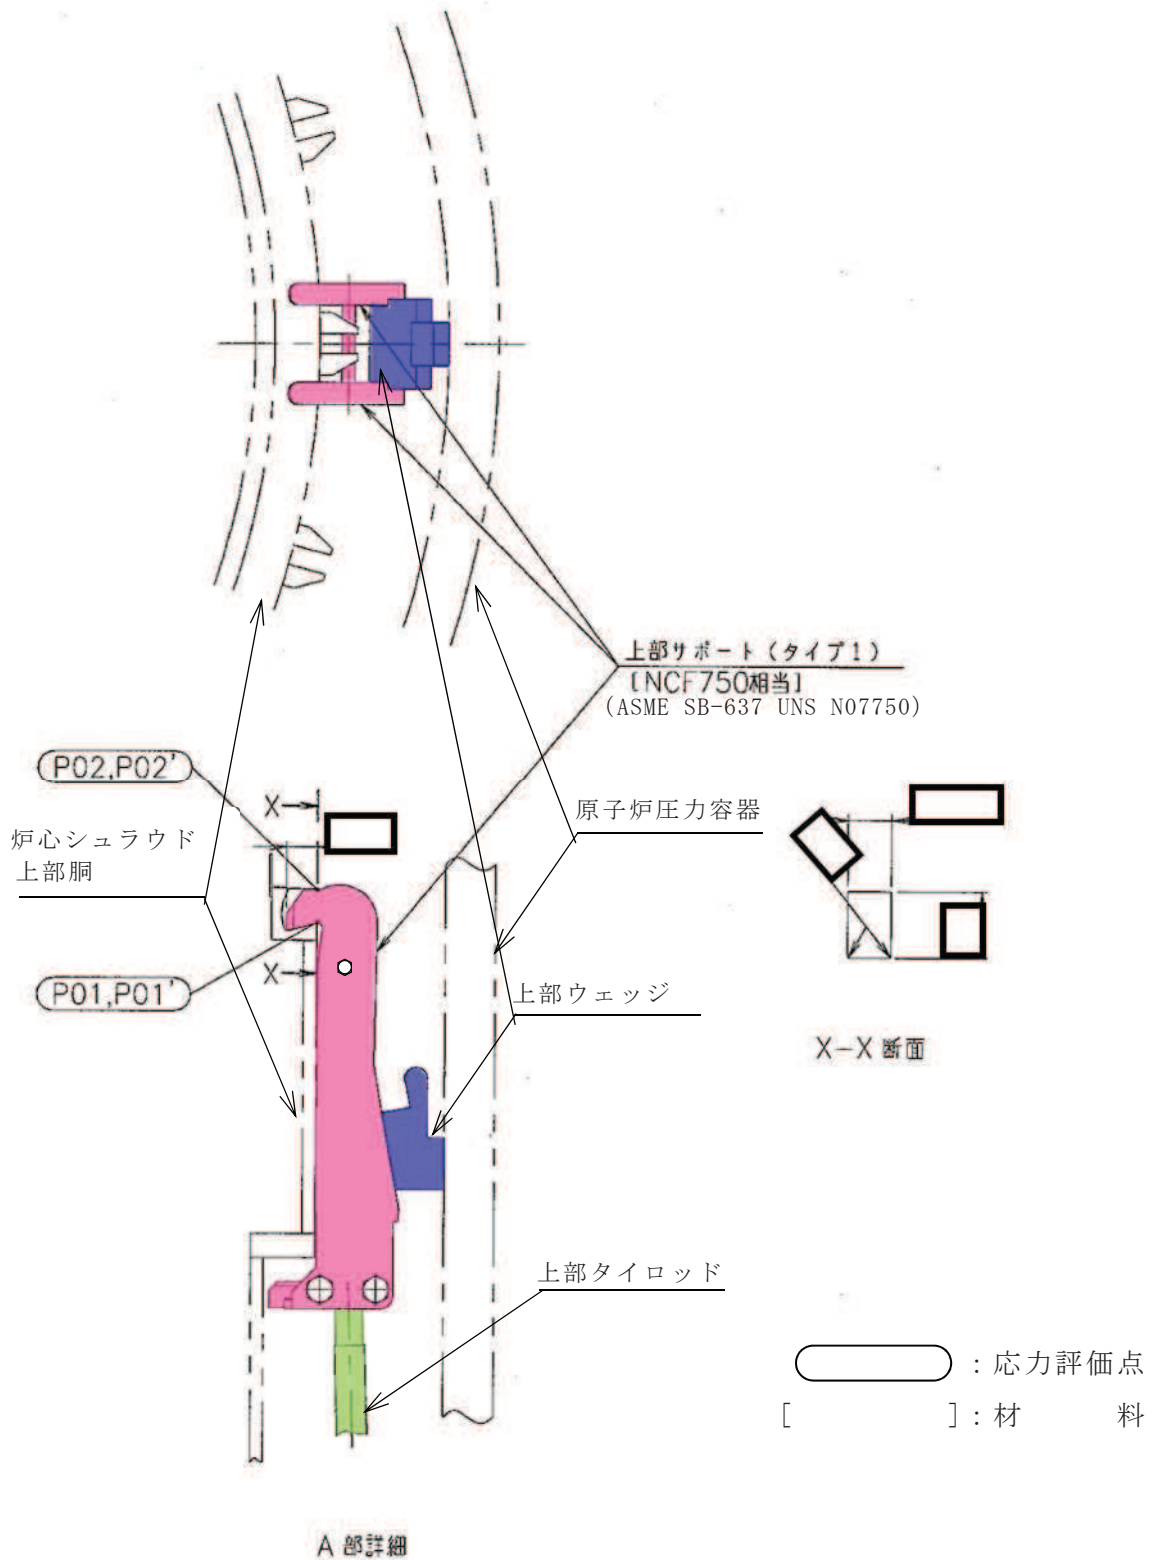 上部サポート(タイプ1)
[NCF750相当]
(ASME SB-637 UNS N07750)
P02,P02'
X
原子炉圧力容器
炉心シュラウド
上部胴
X
P01,P01'
上部ウェッジ
X-X 断面
上部タイロッド
:応力評価点
[ ]:材 料
A 部詳細